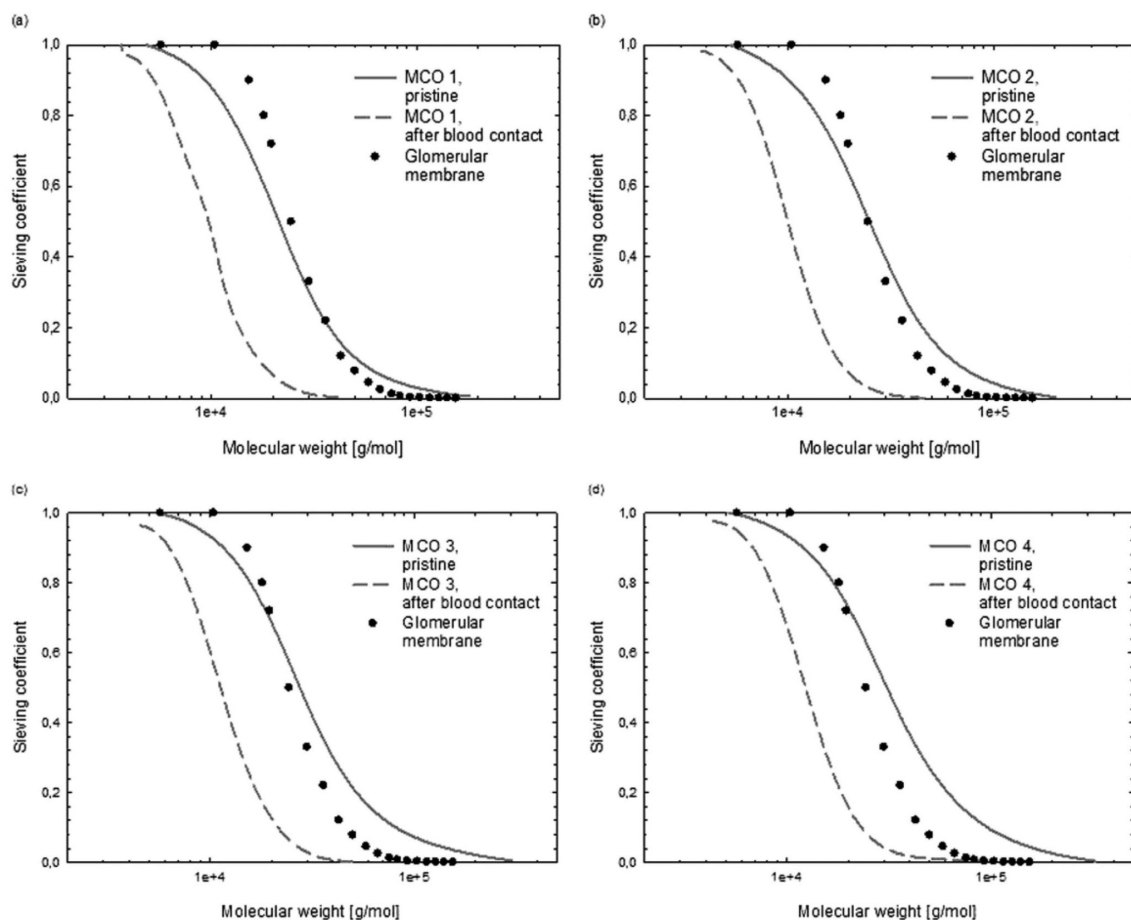 (a)
1,0
0,8
0,6
0,4
0,2
0,0
Sieving coefficient
MCO 1,
pristine
MCO 1,
after blood contact
Glomerular
membrane
1e+4
1e+5
Molecular weight [g/mol]
(b)
1,0
0,8
0,6
0,4
0,2
0,0
Sieving coefficient
MCO 2,
pristine
MCO 2,
after blood contact
Glomerular
membrane
1e+4
1e+5
Molecular weight [g/mol]
(c)
1,0
0,8
0,6
0,4
0,2
0,0
Sieving coefficient
MCO 3,
pristine
MCO 3,
after blood contact
Glomerular
membrane
1e+4
1e+5
Molecular weight [g/mol]
(d)
1,0
0,8
0,6
0,4
0,2
0,0
Sieving coefficient
MCO 4,
pristine
MCO 4,
after blood contact
Glomerular
membrane
1e+4
1e+5
Molecular weight [g/mol]